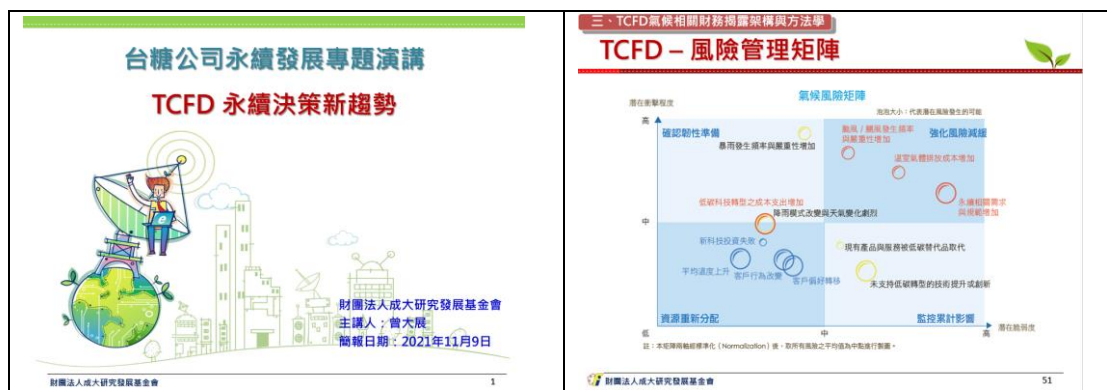 台糖公司永續發展專題演講
TCFD 永續決策新趨勢
財團法人成大研究發展基金會
主講人：曾大展
簡報日期：2021年11月9日
財團法人成大研究發展基金會
1
三、TCFD氣候相關財務揭露架構與方法學
TCFD – 風險管理矩陣
氣候風險矩陣
潛在衝擊程度
泡泡大小：代表潛在風險發生的可能
高
確認韌性準備
強化風險減緩
暴雨發生頻率與嚴重性增加
颱風／颶風發生頻率
與嚴重性增加
溫室氣體排放成本增加
永續相關需求
與規範增加
低碳科技轉型之成本支出增加
降雨模式改變與天氣變化劇烈
中
新科技投資失敗
現有產品與服務被低碳替代品取代
平均溫度上升
客戶行為改變
客戶偏好轉移
未支持低碳轉型的技術提升或創新
資源重新分配
監控累計影響
低
中
高
潛在脆弱度
註：本矩陣兩軸經標準化（Normalization）後，取所有風險之平均值為中點進行製圖。
財團法人成大研究發展基金會
51